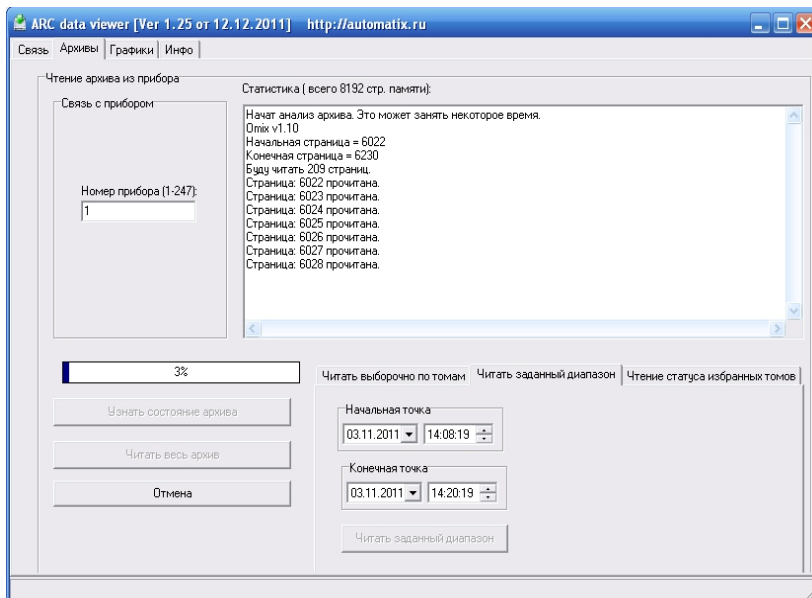 ARC data viewer [Ver 1.25 от 12.12.2011] http://automatix.ru
Связь Архивы Графики Инфо
Чтение архива из прибора
Связь с прибором
Номер прибора (1-247):
1
Статистика ( всего 8192 стр. памяти):
Начат анализ архива. Это может занять некоторое время.
Omix v1.10
Начальная страница = 6022
Конечная страница = 6230
Буду читать 209 страниц.
Страница: 6022 прочитана.
Страница: 6023 прочитана.
Страница: 6024 прочитана.
Страница: 6025 прочитана.
Страница: 6026 прочитана.
Страница: 6027 прочитана.
Страница: 6028 прочитана.
3%
Узнать состояние архива
Читать весь архив
Отмена
Читать выборочно по томам Читать заданный диапазон Чтение статуса избранных томов
Начальная точка
03.11.2011 14:08:19
Конечная точка
03.11.2011 14:20:19
Читать заданный диапазон